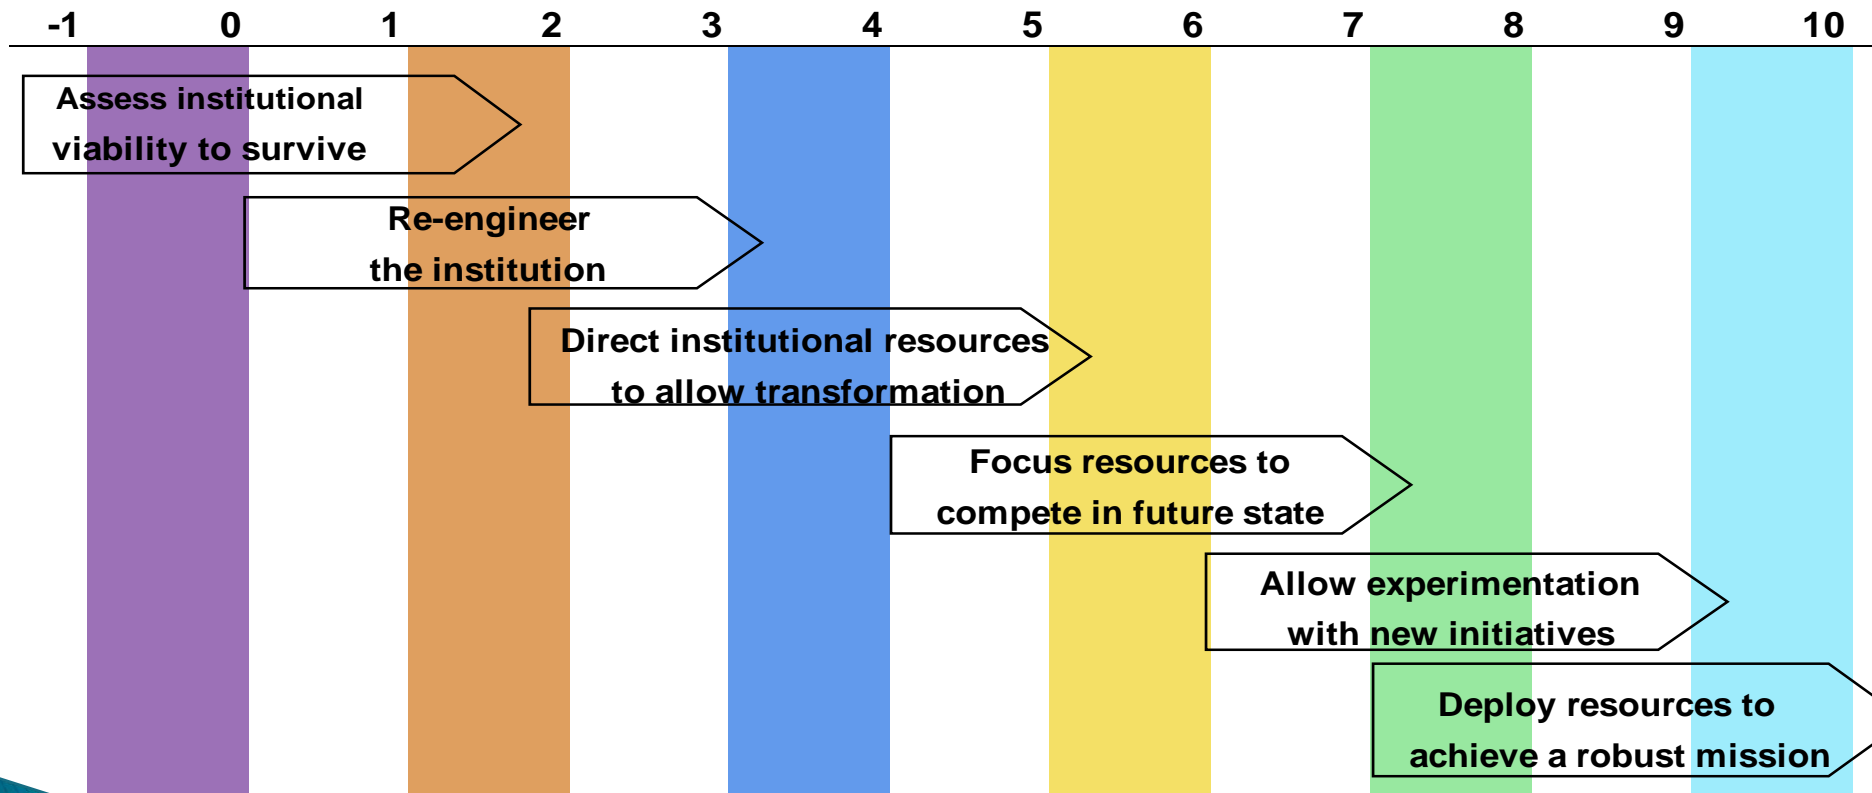 -1 0 1 2 3 4 5 6 7 8 9 10
Assess institutional
viability to survive
Re-engineer
the institution
Direct institutional resources
to allow transformation
Focus resources to
compete in future state
Allow experimentation
with new initiatives
Deploy resources to
achieve a robust mission